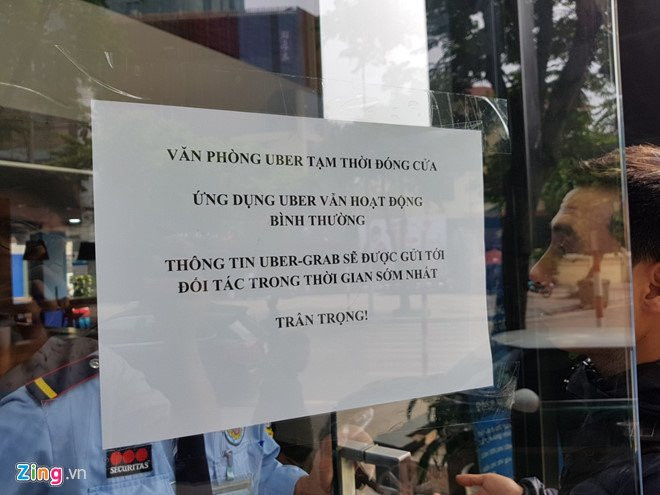 VĂN PHÒNG UBER TẠM THỜI ĐÓNG CỬA
ỨNG DỤNG UBER VẪN HOẠT ĐỘNG
BÌNH THƯỜNG
THÔNG TIN UBER-GRAB SẼ ĐƯỢC GỬI TỚI
ĐỐI TÁC TRONG THỜI GIAN SỚM NHẤT
TRÂN TRỌNG!
SECURITAS
Zing.vn